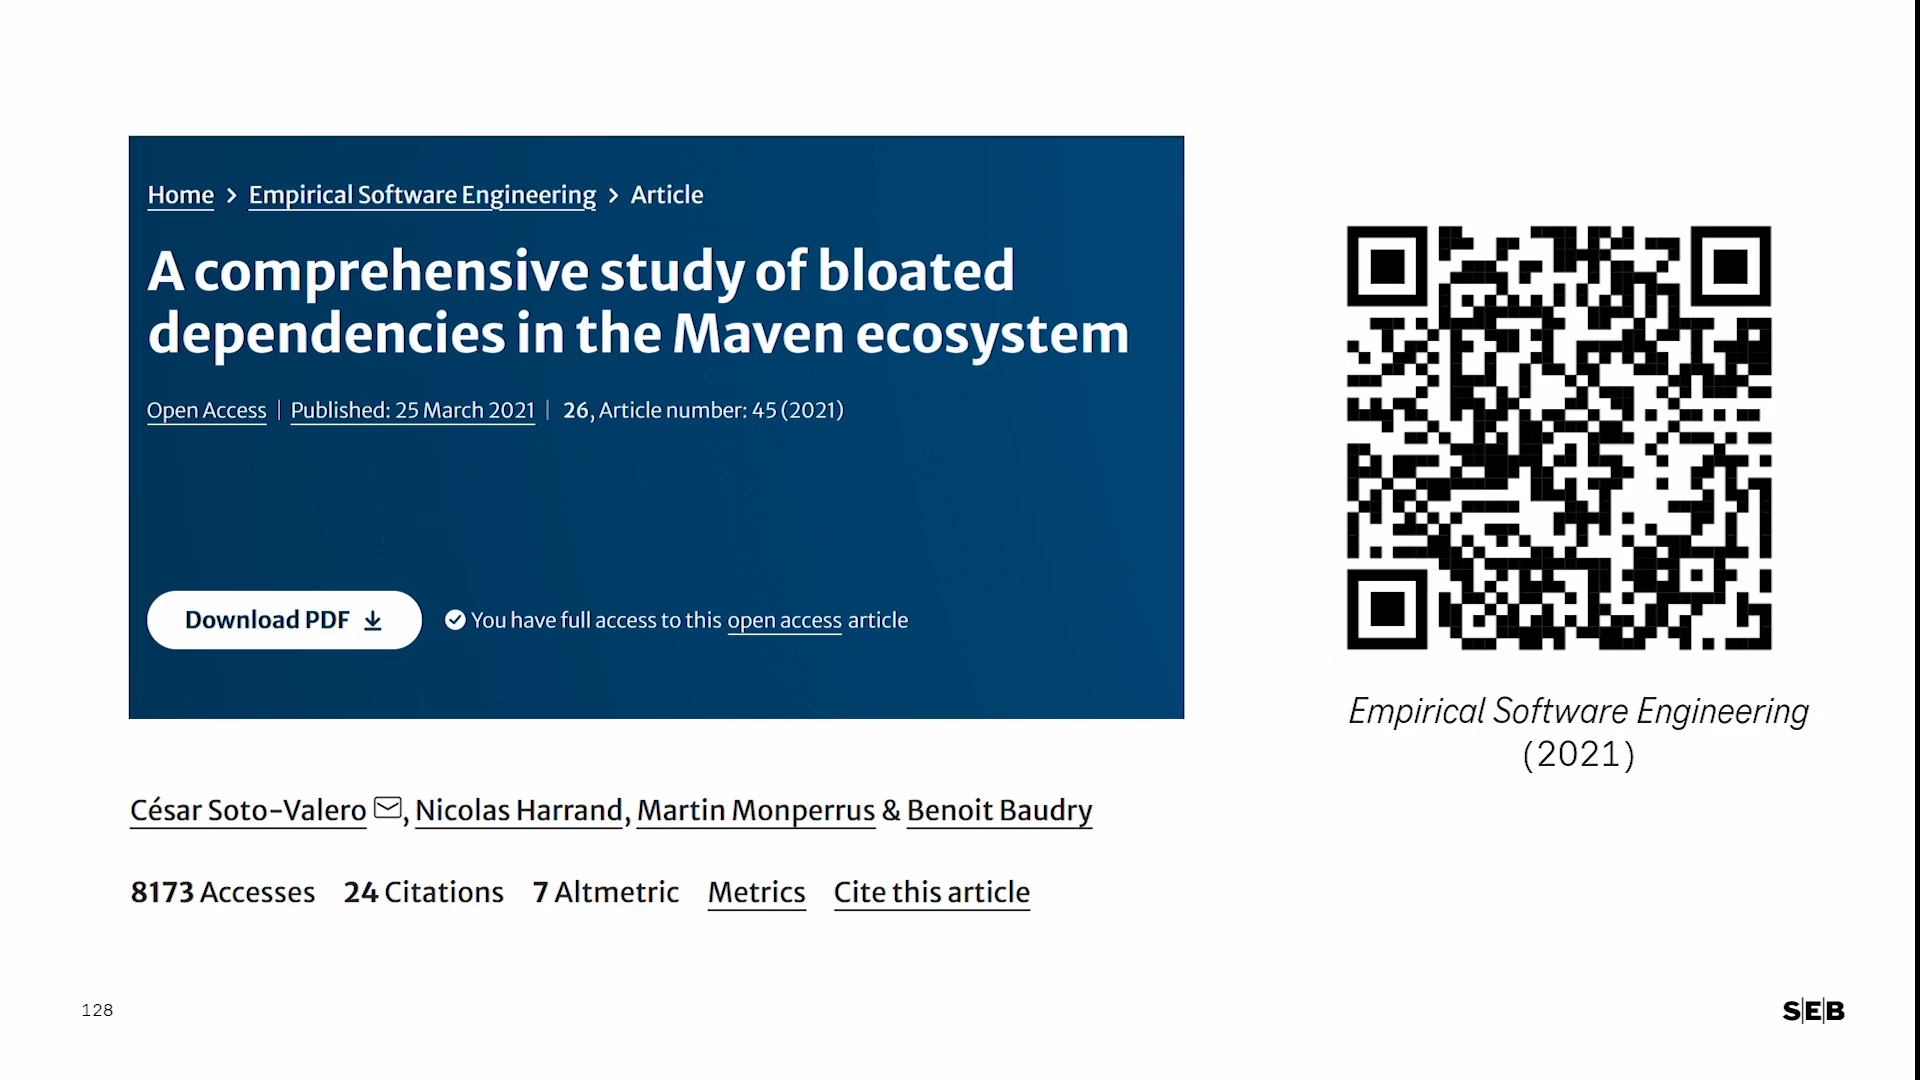 Home > Empirical Software Engineering > Article
A comprehensive study of bloated
dependencies in the Maven ecosystem
Open Access | Published: 25 March 2021 | 26, Article number: 45 (2021)
Download PDF
You have full access to this open access article
Empirical Software Engineering
(2021)
César Soto-Valero, Nicolas Harrand, Martin Monperrus & Benoit Baudry
8173 Accesses 24 Citations 7 Altmetric Metrics Cite this article
128
S|E|B